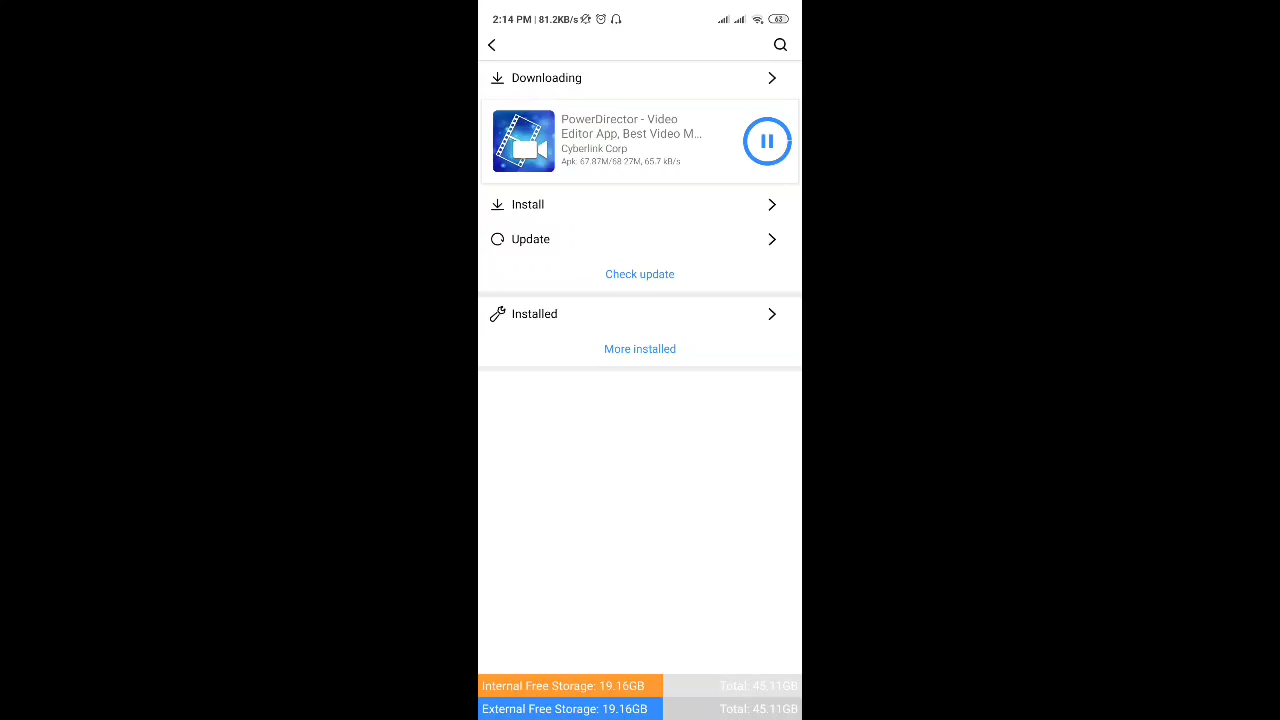 2:14 PM | 81.2KB/s 63
Downloading
PowerDirector - Video
Editor App, Best Video M...
Cyberlink Corp
Apk: 67.87M/68.27M, 65.7 kB/s
Install
Update
Check update
Installed
More installed
Internal Free Storage: 19.16GB Total: 45.11GB
External Free Storage: 19.16GB Total: 45.11GB